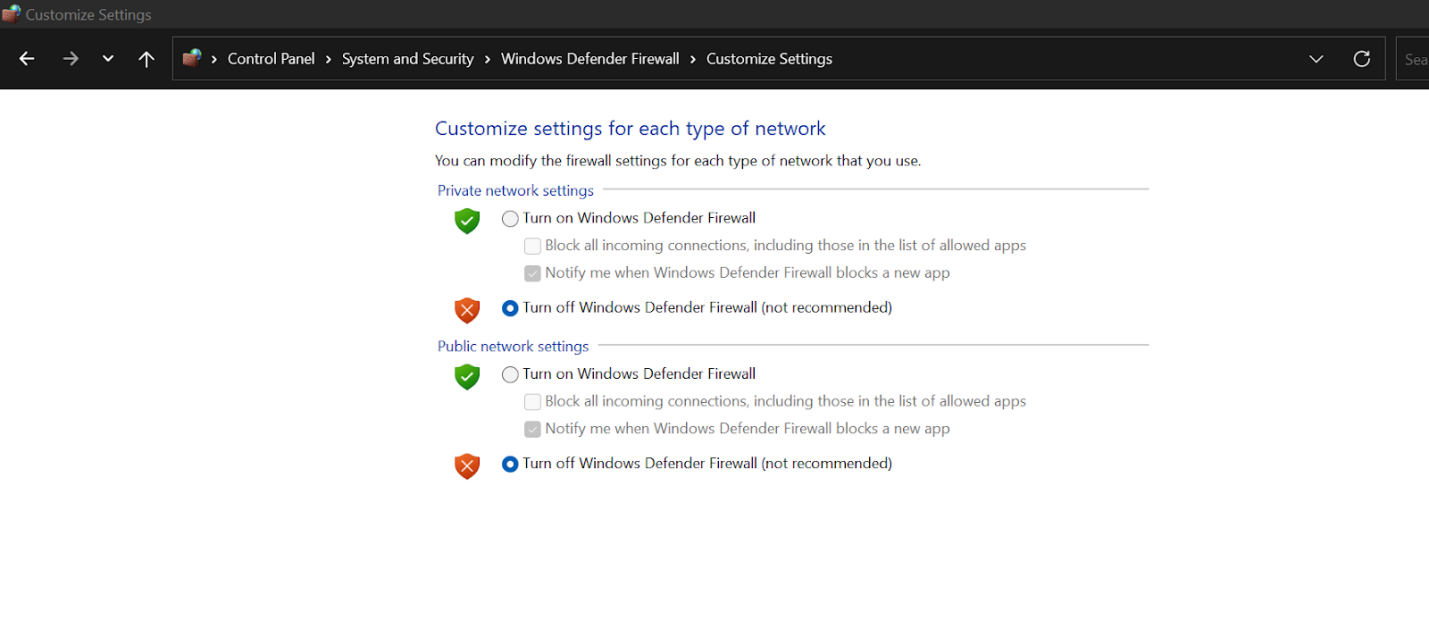 Customize Settings
Control Panel > System and Security > Windows Defender Firewall > Customize Settings
Customize settings for each type of network
You can modify the firewall settings for each type of network that you use.
Private network settings
Turn on Windows Defender Firewall
Block all incoming connections, including those in the list of allowed apps
Notify me when Windows Defender Firewall blocks a new app
Turn off Windows Defender Firewall (not recommended)
Public network settings
Turn on Windows Defender Firewall
Block all incoming connections, including those in the list of allowed apps
Notify me when Windows Defender Firewall blocks a new app
Turn off Windows Defender Firewall (not recommended)